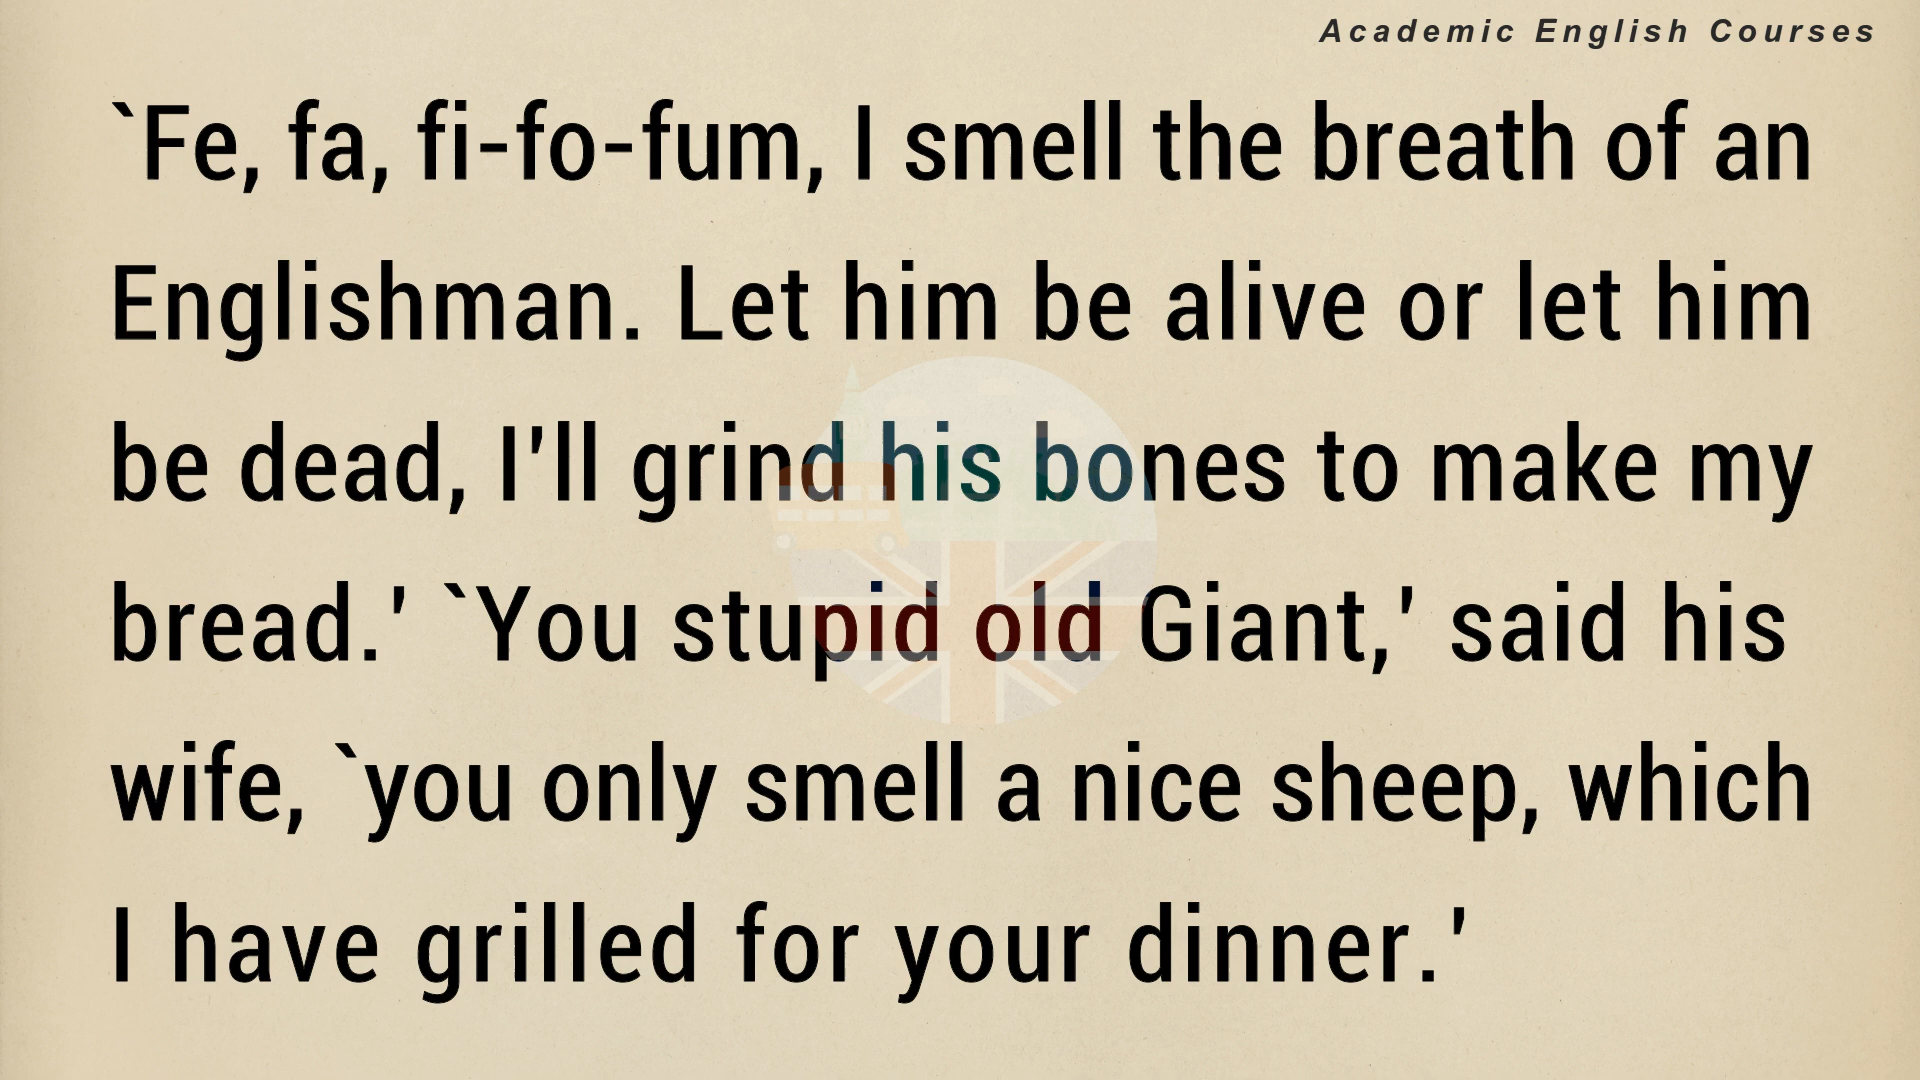 Academic English Courses
`Fe, fa, fi-fo-fum, I smell the breath of an
Englishman. Let him be alive or let him
be dead, I'll grind his bones to make my
bread.' `You stupid old Giant,' said his
wife, `you only smell a nice sheep, which
I have grilled for your dinner.'